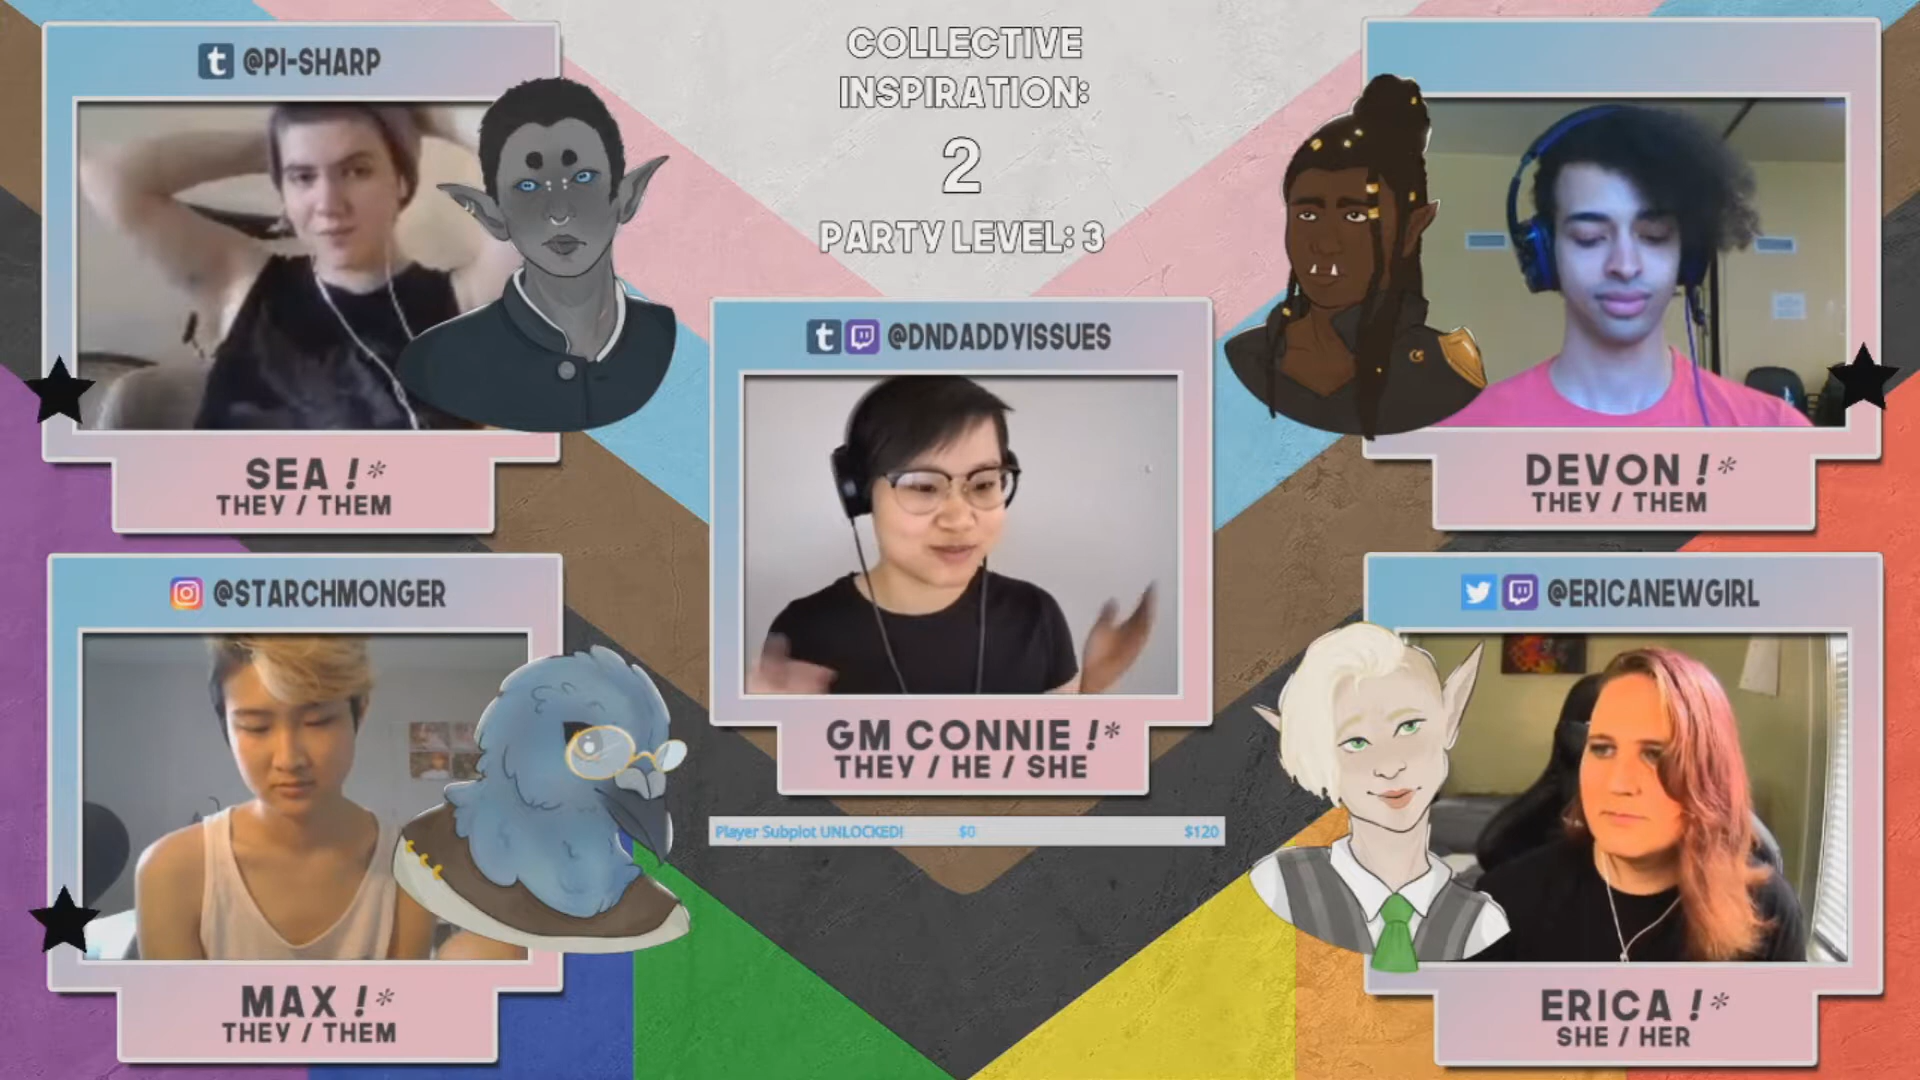 @PI-SHARP
SEA !*
THEY / THEM
COLLECTIVE
INSPIRATION:
2
PARTY LEVEL: 3
@DNDADDYISSUES
GM CONNIE !*
THEY / HE / SHE
Player Subplot UNLOCKED! $0 $120
DEVON !*
THEY / THEM
@STARCHMONGER
MAX !*
THEY / THEM
@ERICANEWGIRL
ERICA !*
SHE / HER